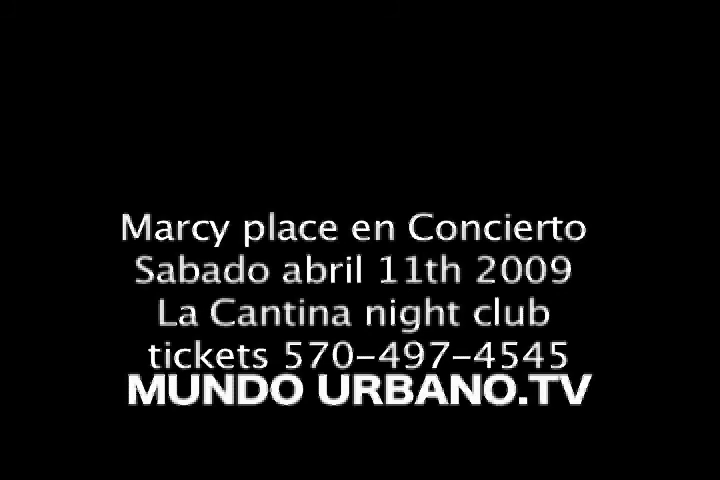 Marcy place en Concierto
Sabado abril 11th 2009
La Cantina night club
tickets 570-497-4545
MUNDO URBANO.TV